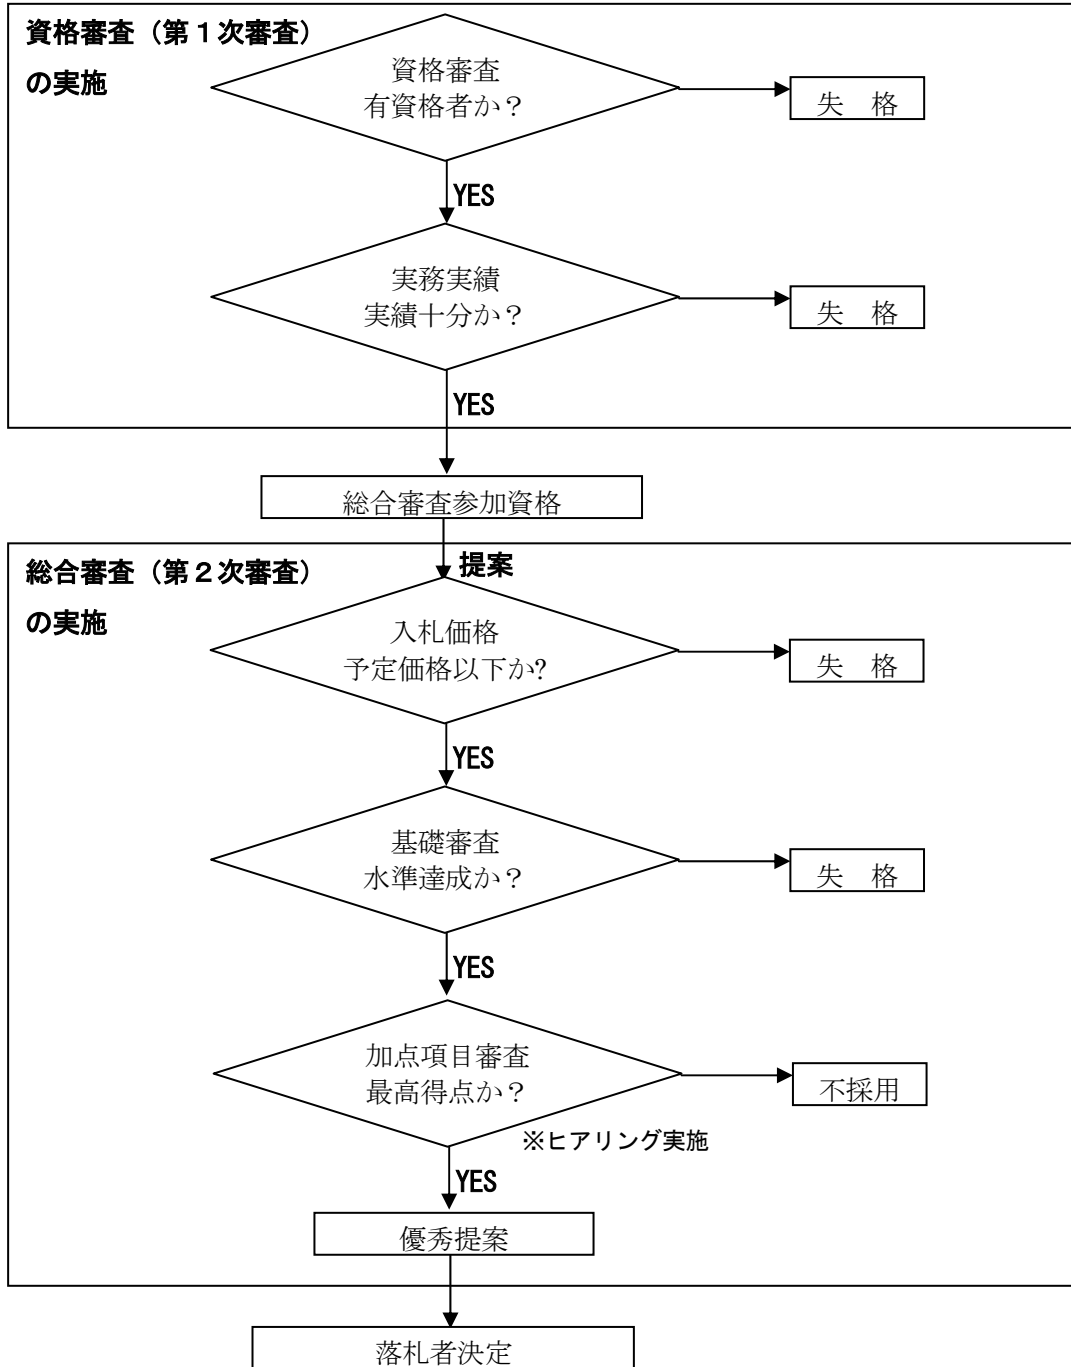 資格審査（第１次審査）
の実施
資格審査
有資格者か？
失　格
YES
実務実績
実績十分か？
失　格
YES
総合審査参加資格
総合審査（第２次審査）
の実施
提案
入札価格
予定価格以下か?
失　格
YES
基礎審査
水準達成か？
失　格
YES
加点項目審査
最高得点か？
不採用
※ヒアリング実施
YES
優秀提案
落札者決定